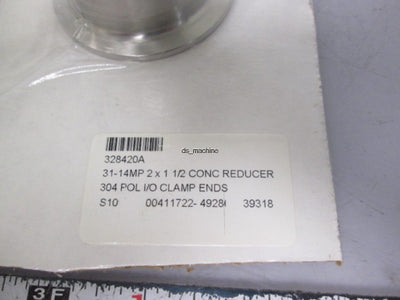 ds_machine
328420A
31-14MP 2 x 1 1/2 CONC REDUCER
304 POL I/O CLAMP ENDS
S10 00411722- 4928 39318
3F